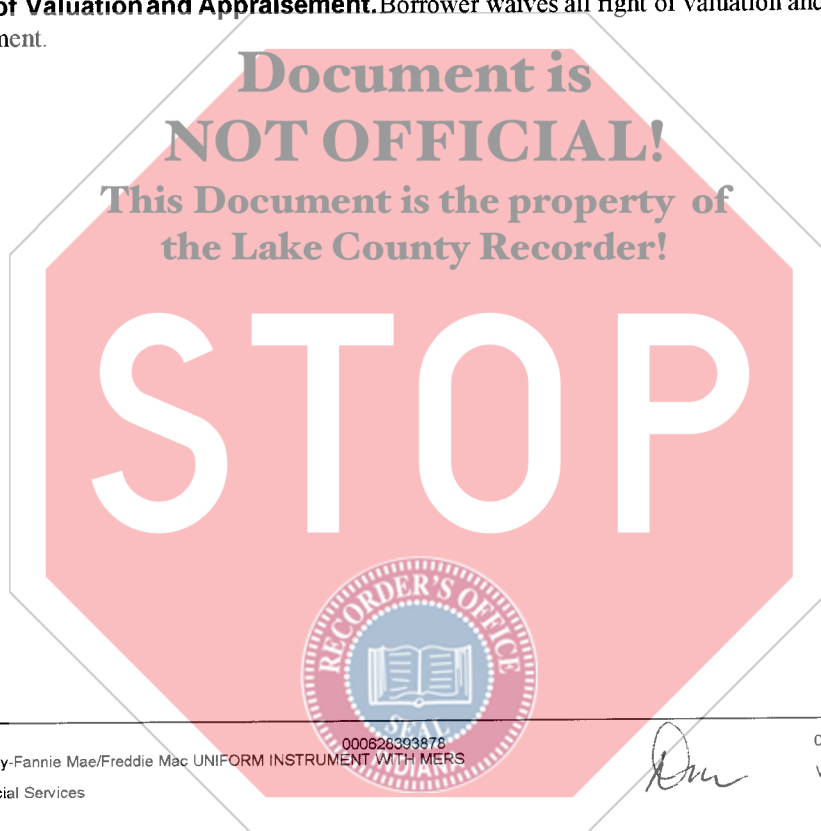 of Valuation and Appraisement. Borrower waives all right of valuation and
ment.
Document is
NOT OFFICIAL!
This Document is the property of
the Lake County Recorder!
STOP
RECORDER'S OFFICE
SEAL
INDIANA
000628393878
y-Fannie Mae/Freddie Mac UNIFORM INSTRUMENT WITH MERS
cial Services